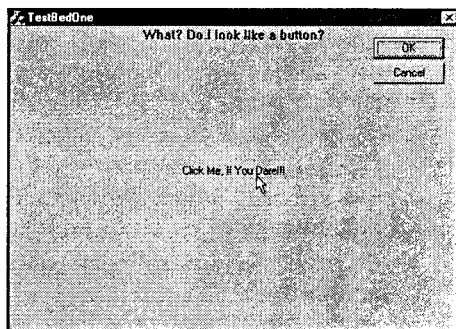 TestBedOne
What? Do I look like a button?
OK
Cancel
Click Me, If You Dare!!!